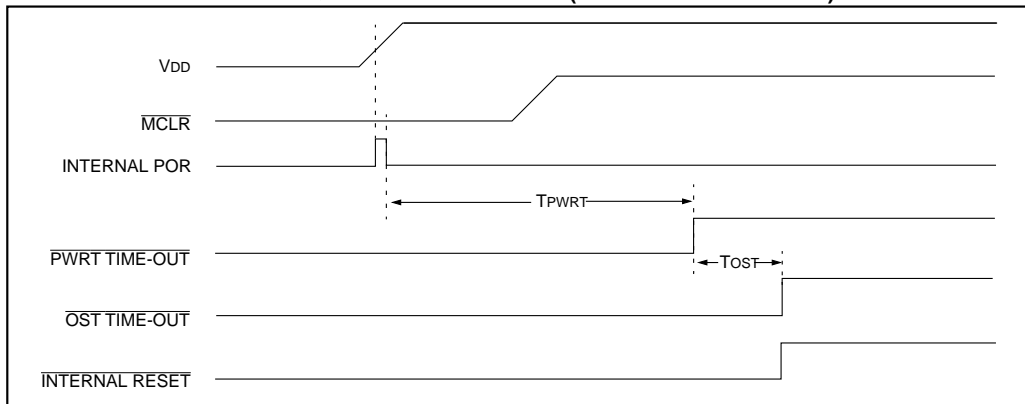 VDD
MCLR
INTERNAL POR
TPWRT
PWRT TIME-OUT
TOST
OST TIME-OUT
INTERNAL RESET